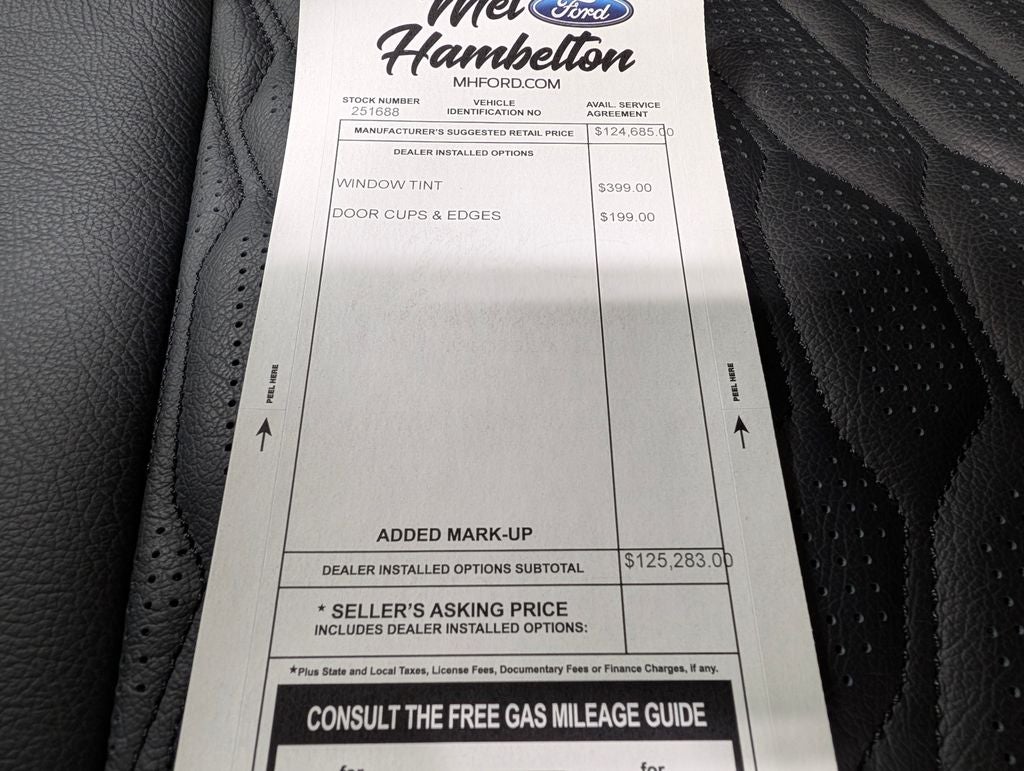 Mel Ford
Hambelton
MHFORD.COM
STOCK NUMBER
251688
VEHICLE
IDENTIFICATION NO
AVAIL. SERVICE
AGREEMENT
MANUFACTURER'S SUGGESTED RETAIL PRICE $124,685.00
DEALER INSTALLED OPTIONS
WINDOW TINT $399.00
DOOR CUPS & EDGES $199.00
PEEL HERE
PEEL HERE
ADDED MARK-UP
DEALER INSTALLED OPTIONS SUBTOTAL $125,283.00
* SELLER'S ASKING PRICE
INCLUDES DEALER INSTALLED OPTIONS:
*Plus State and Local Taxes, License Fees, Documentary Fees or Finance Charges, if any.
CONSULT THE FREE GAS MILEAGE GUIDE
for for